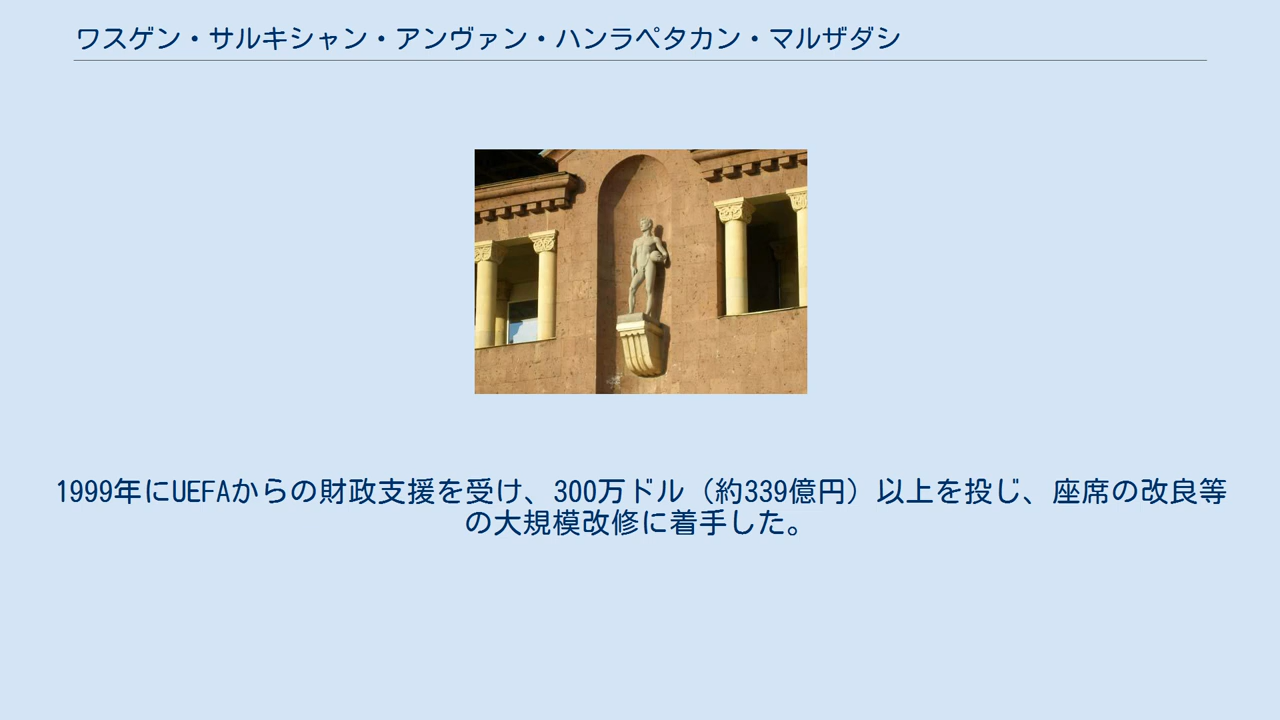 ワスゲン・サルキシャン・アンヴァン・ハンラペタカン・マルザダシ
1999年にUEFAからの財政支援を受け、300万ドル（約339億円）以上を投じ、座席の改良等
の大規模改修に着手した。